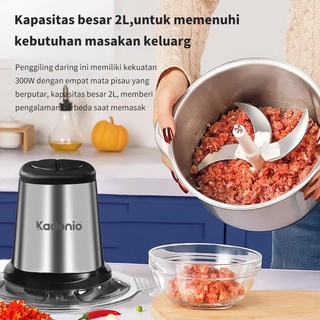 Kapasitas besar 2L,untuk memenuhi
kebutuhan masakan keluarg
Penggiling daring ini memiliki kekuatan
300W dengan empat mata pisau yang
berputar, kapasitas besar 2L, memberi
pengalaman berbeda saat memasak
Kadonio